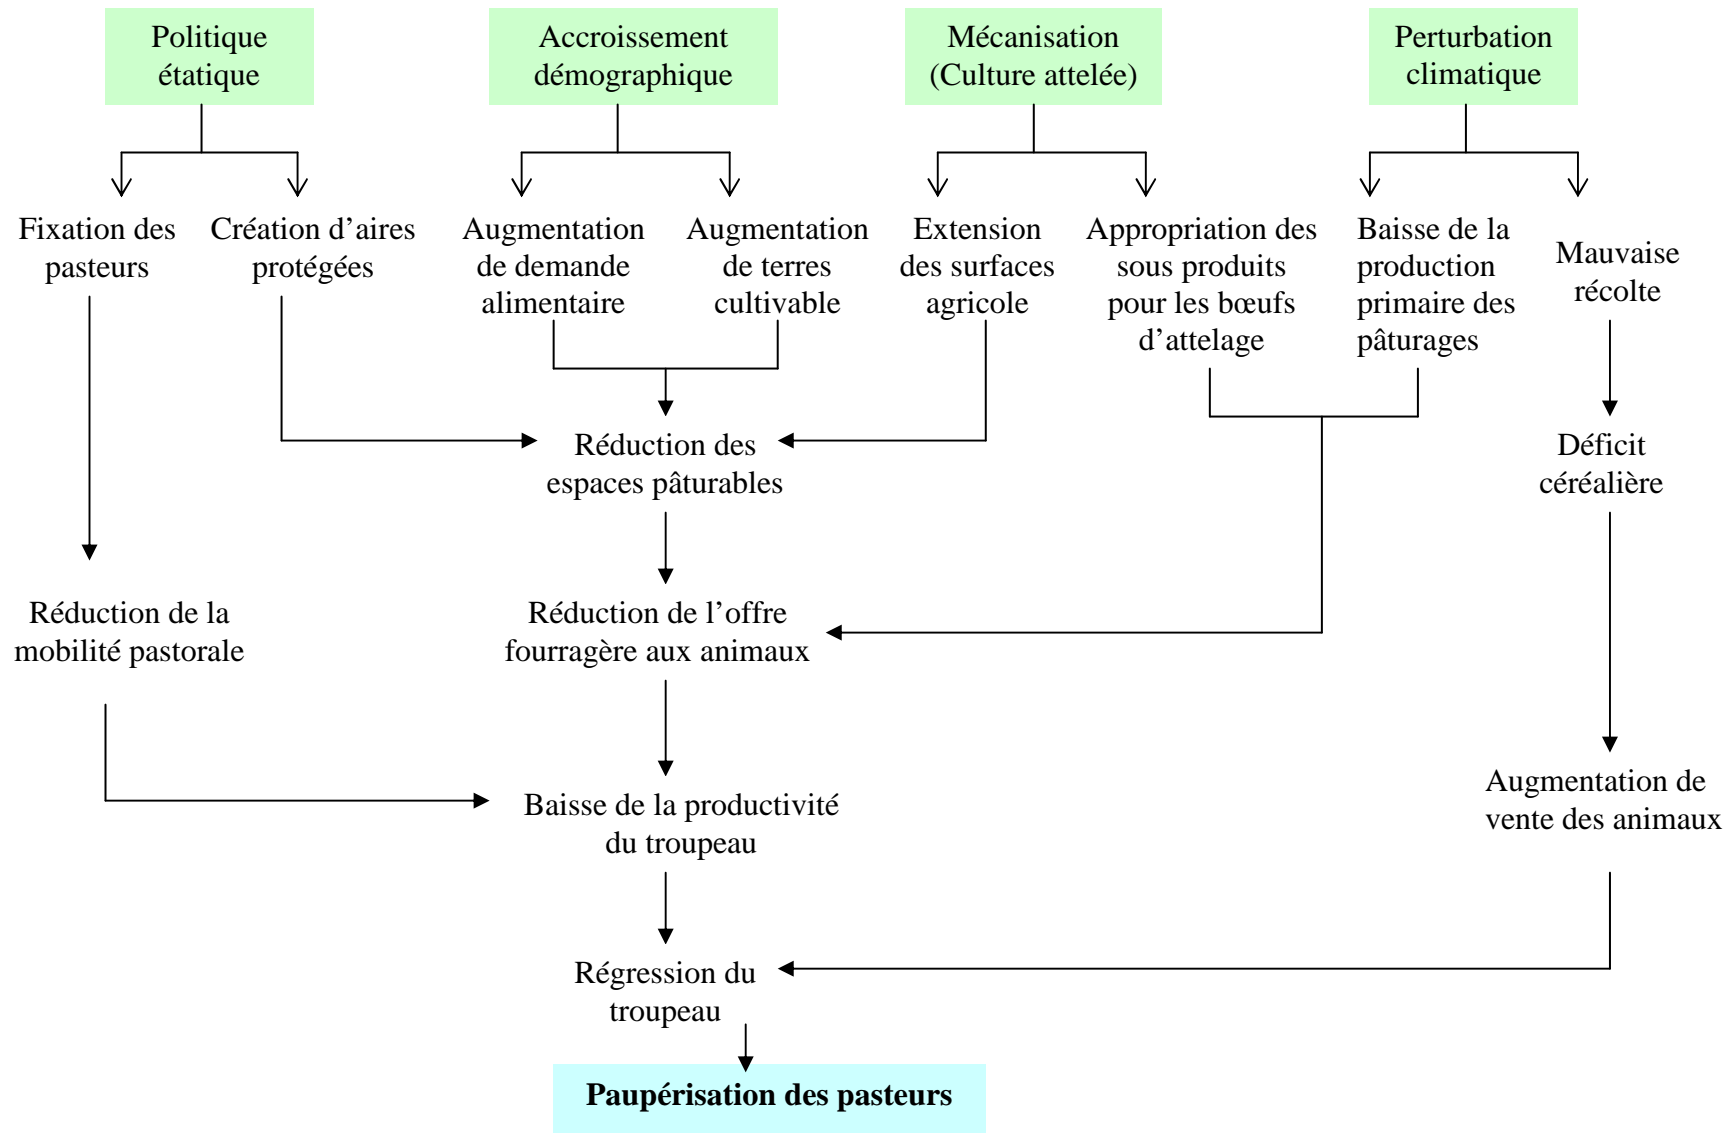 Politique
étatique
Accroissement
démographique
Mécanisation
(Culture attelée)
Perturbation
climatique
Fixation des
pasteurs
Création d’aires
protégées
Augmentation
de demande
alimentaire
Augmentation
de terres
cultivable
Extension
des surfaces
agricole
Appropriation des
sous produits
pour les bœufs
d’attelage
Baisse de la
production
primaire des
pâturages
Mauvaise
récolte
Réduction des
espaces pâturables
Déficit
céréalière
Réduction de la
mobilité pastorale
Réduction de l’offre
fourragère aux animaux
Baisse de la productivité
du troupeau
Augmentation de
vente des animaux
Régression du
troupeau
Paupérisation des pasteurs